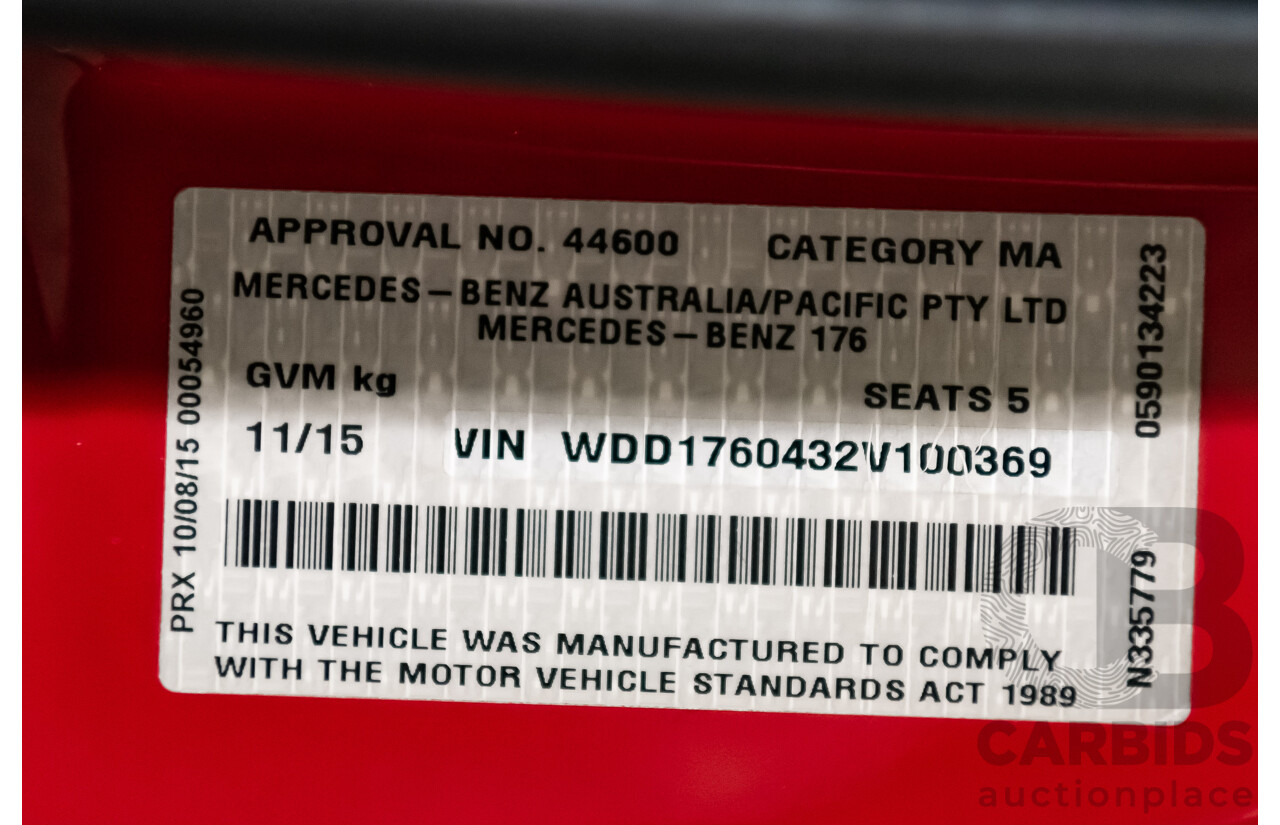 APPROVAL NO. 44600 CATEGORY MA
MERCEDES-BENZ AUSTRALIA/PACIFIC PTY LTD
MERCEDES-BENZ 176
GVM kg SEATS 5
11/15 VIN WDD1760432V100369
THIS VEHICLE WAS MANUFACTURED TO COMPLY
WITH THE MOTOR VEHICLE STANDARDS ACT 1989
PRX 10/08/15 00054960
0590134223
N335779
CARBIDS
auctionplace